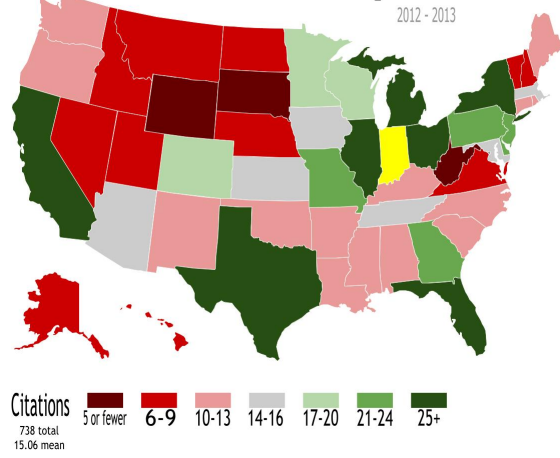 2012 - 2013
Citations
738 total
15.06 mean
5 or fewer
6-9
10-13
14-16
17-20
21-24
25+